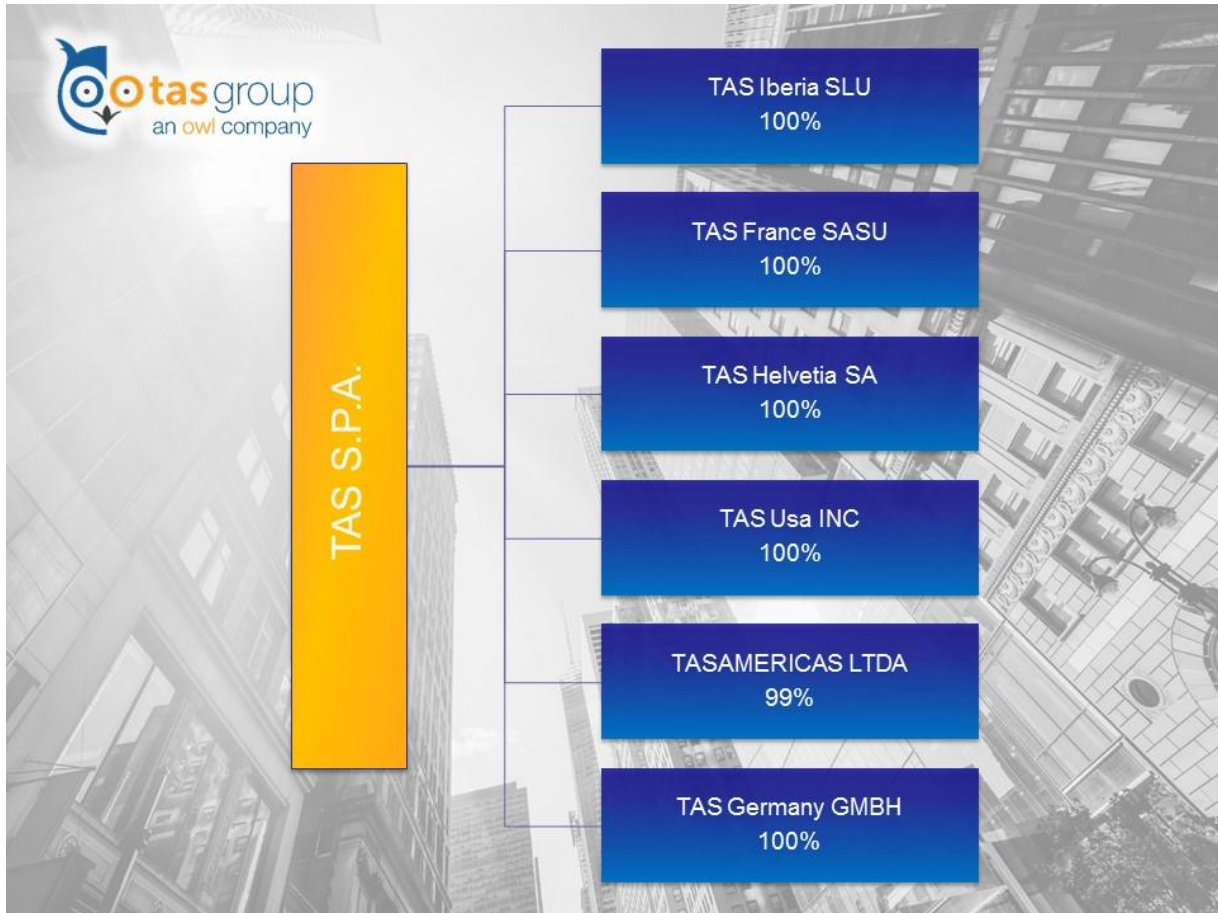 tas group
an owl company
TAS S.P.A.
TAS Iberia SLU
100%
TAS France SASU
100%
TAS Helvetia SA
100%
TAS Usa INC
100%
TASAMERICAS LTDA
99%
TAS Germany GMBH
100%